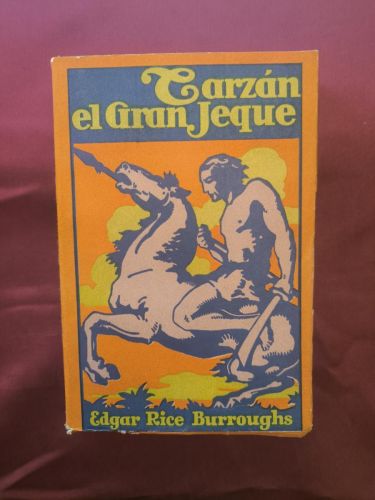 Tarzán
el Gran Jeque
Edgar Rice Burroughs